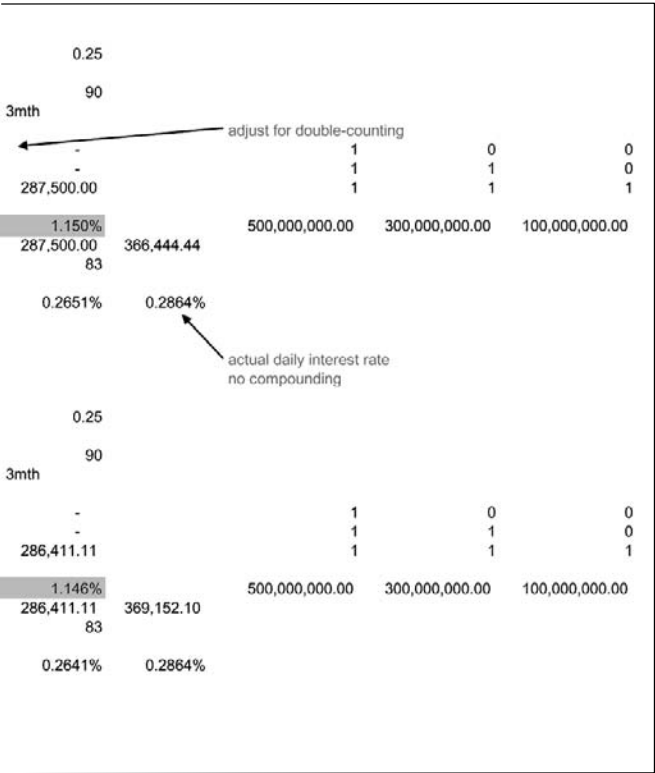 0.25
90
3mth
adjust for double-counting
- 1 0 0
- 1 1 0
287,500.00 1 1 1
1.150% 500,000,000.00 300,000,000.00 100,000,000.00
287,500.00 366,444.44
83
0.2651% 0.2864%
actual daily interest rate
no compounding
0.25
90
3mth
- 1 0 0
- 1 1 0
286,411.11 1 1 1
1.146% 500,000,000.00 300,000,000.00 100,000,000.00
286,411.11 369,152.10
83
0.2641% 0.2864%